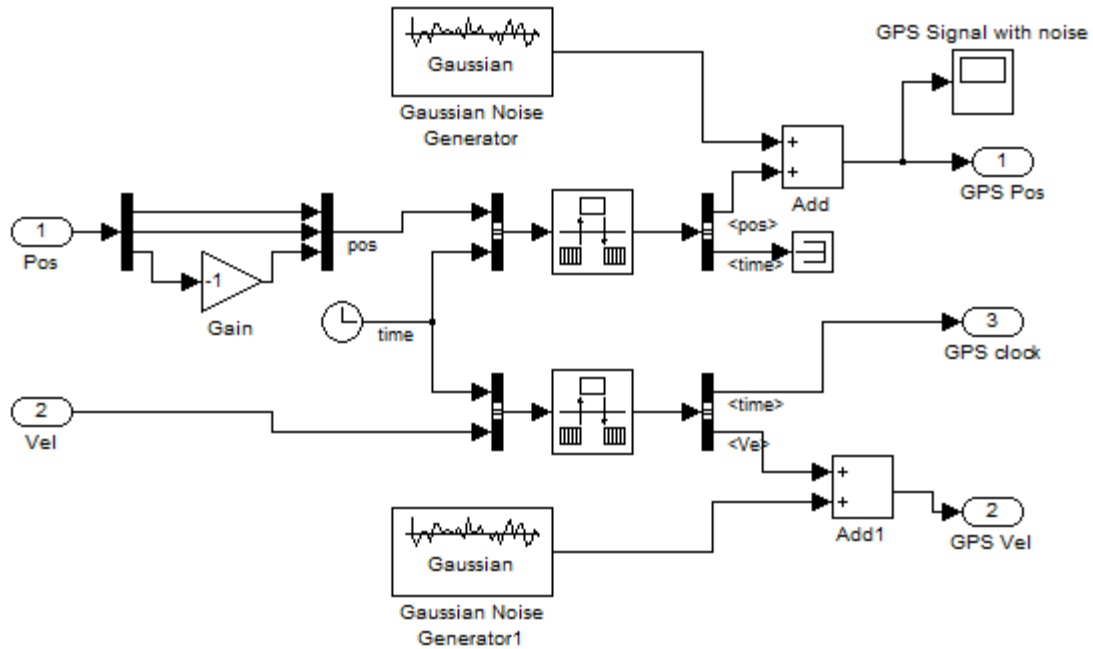 Gaussian
Gaussian Noise
Generator
GPS Signal with noise
+
+
Add
1
GPS Pos
1
Pos
-1
Gain
pos
<pos>
<time>
time
3
GPS clock
2
Vel
<time>
<Ve>
+
+
Add1
2
GPS Vel
Gaussian
Gaussian Noise
Generator1